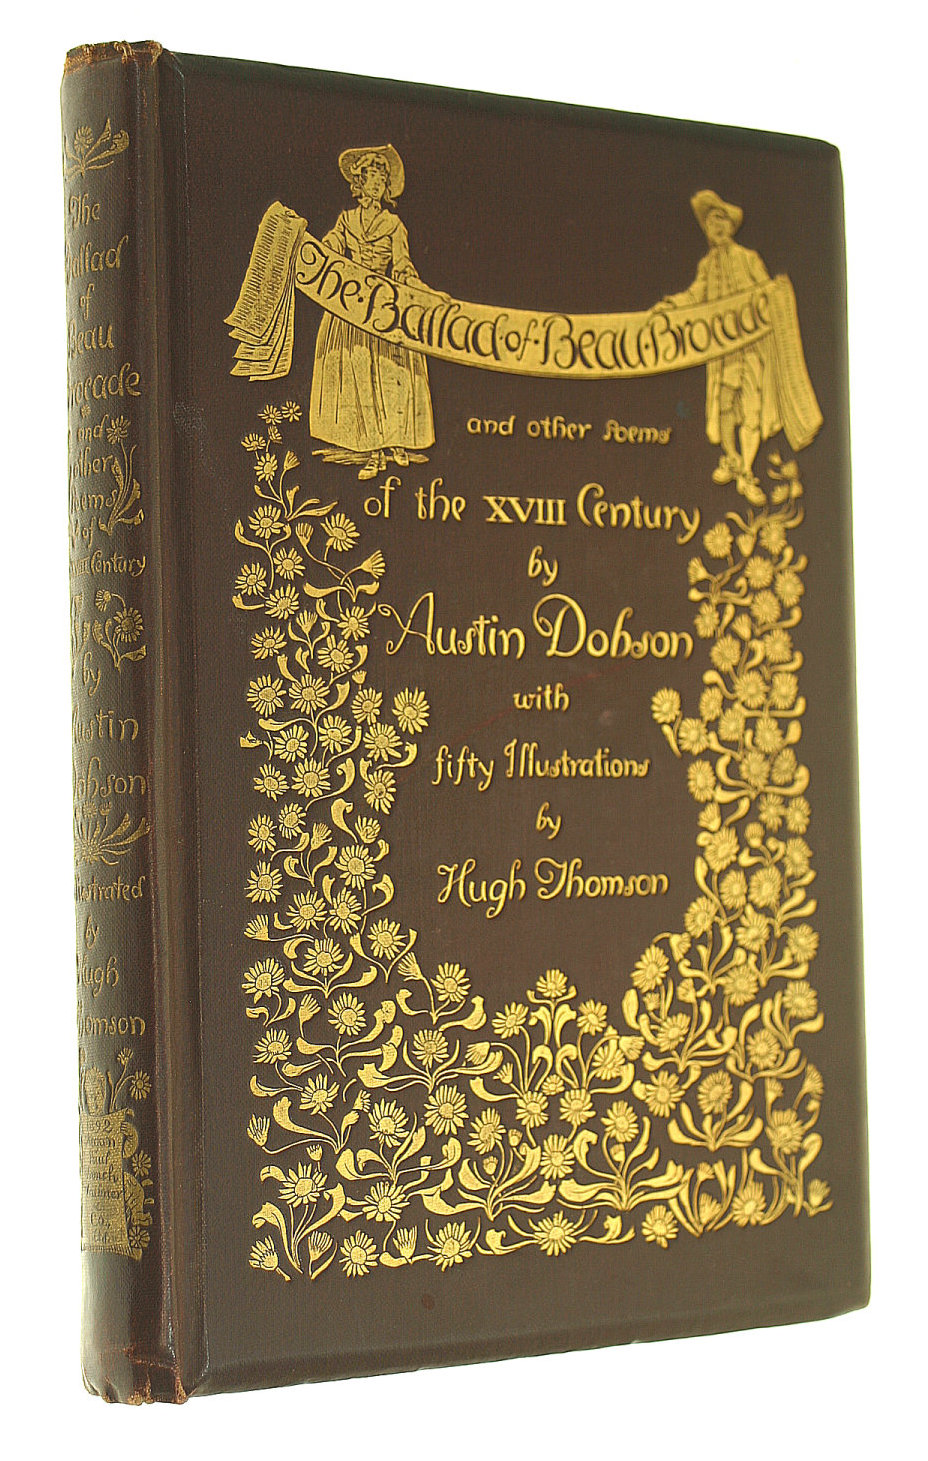 The·Ballad·of·Beau·Brocade
and other Poems
of the XVIII Century
by
Austin Dobson
with
fifty Illustrations
by
Hugh Thomson
The
Ballad
of
Beau
Brocade
and
other
Poems
of
Century
by
Austin
Dobson
Illustrated
by
Hugh
Thomson
1892
Co.,